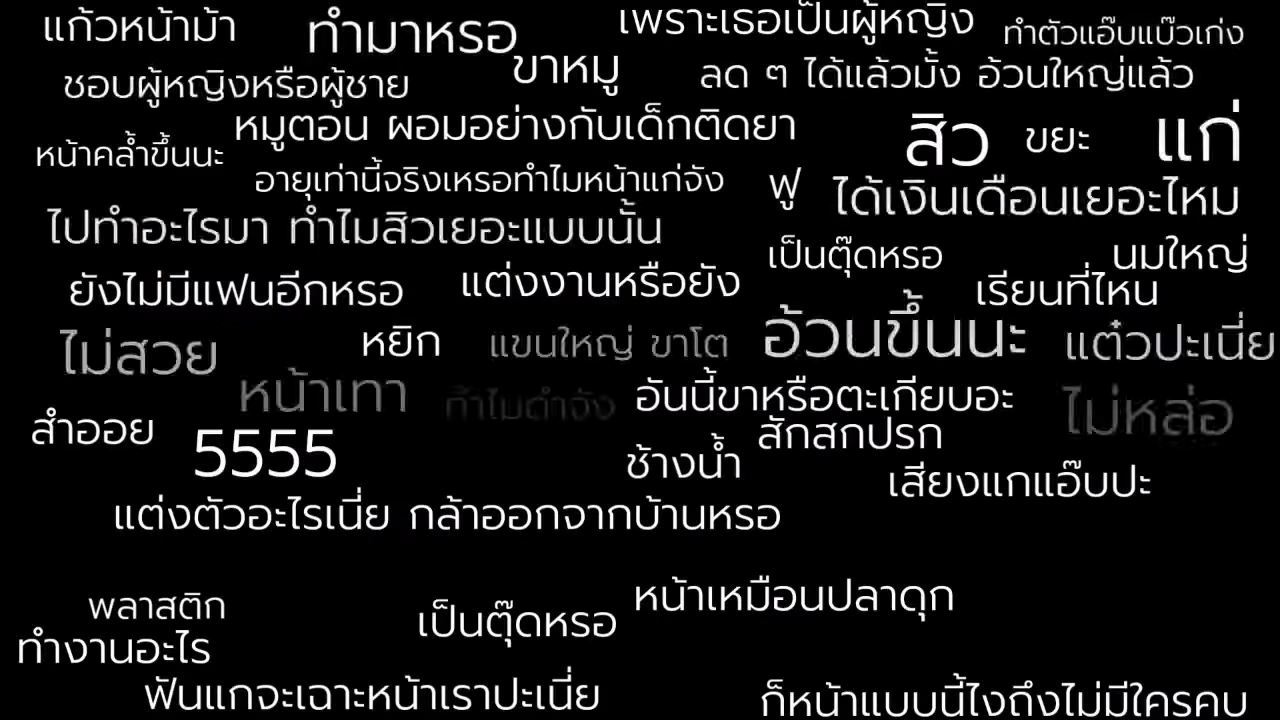 แก้วหน้าม้า
ทำมาหรอ
เพราะเธอเป็นผู้หญิง
ทำตัวแอ๊บแบ๊วเก่ง
ชอบผู้หญิงหรือผู้ชาย
ขาหมู
ลด ๆ ได้แล้วมั้ง อ้วนใหญ่แล้ว
หมูตอน ผอมอย่างกับเด็กติดยา
สิว
ขยะ
แก่
หน้าคล้ำขึ้นนะ
อายุเท่านี้จริงเหรอทำไมหน้าแก่จัง
ฟู
ได้เงินเดือนเยอะไหม
ไปทำอะไรมา ทำไมสิวเยอะแบบนั้น
เป็นตุ๊ดหรอ
นมใหญ่
ยังไม่มีแฟนอีกหรอ
แต่งงานหรือยัง
เรียนที่ไหน
ไม่สวย
หยิก
แขนใหญ่ ขาโต
อ้วนขึ้นนะ
แต๋วปะเนี่ย
หน้าเทา
ทำไมดำจัง
อันนี้ขาหรือตะเกียบอะ
ไม่หล่อ
สำออย
5555
สักสกปรก
ช้างน้ำ
เสียงแกแอ๊บปะ
แต่งตัวอะไรเนี่ย กล้าออกจากบ้านหรอ
พลาสติก
เป็นตุ๊ดหรอ
หน้าเหมือนปลาดุก
ทำงานอะไร
ฟันแกจะเฉาะหน้าเราปะเนี่ย
ก็หน้าแบบนี้ไงถึงไม่มีใครคบ